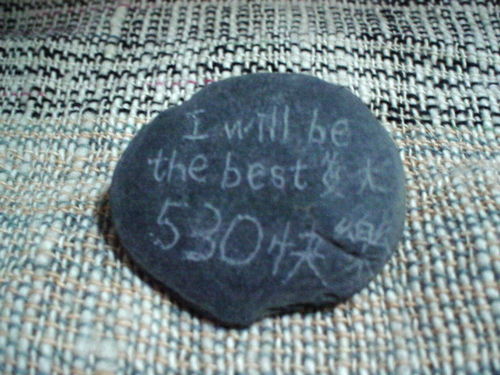 I will be
the best
530快樂